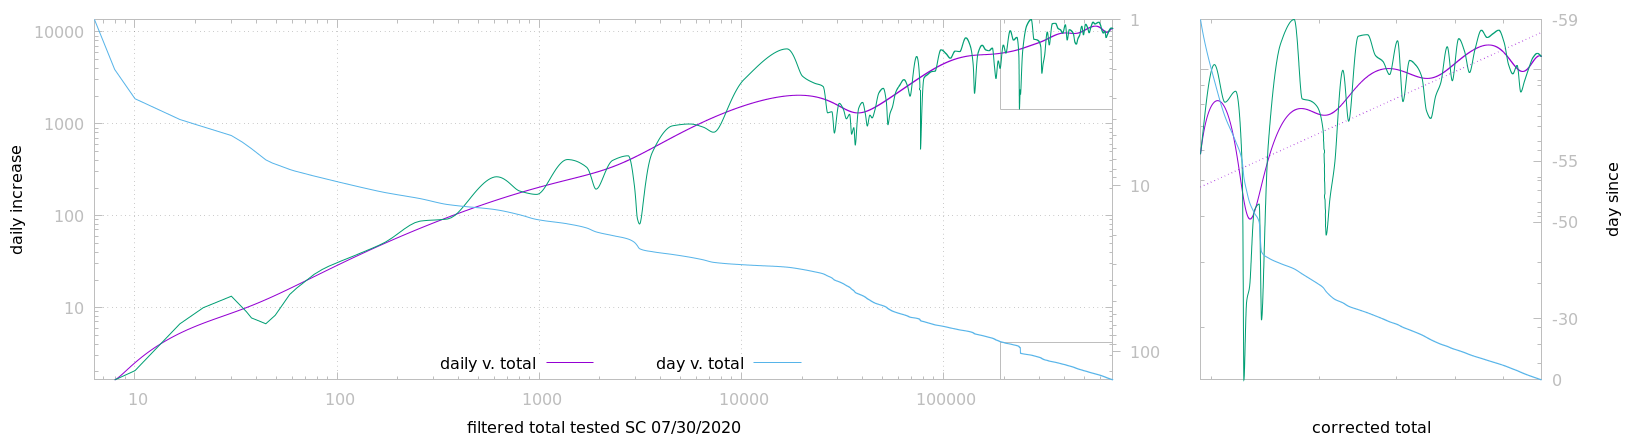 daily increase
10000
1000
100
10
10
100
1000
10000
100000
1
10
100
daily v. total
day v. total
filtered total tested SC 07/30/2020
-59
-55
-50
-30
0
day since
corrected total